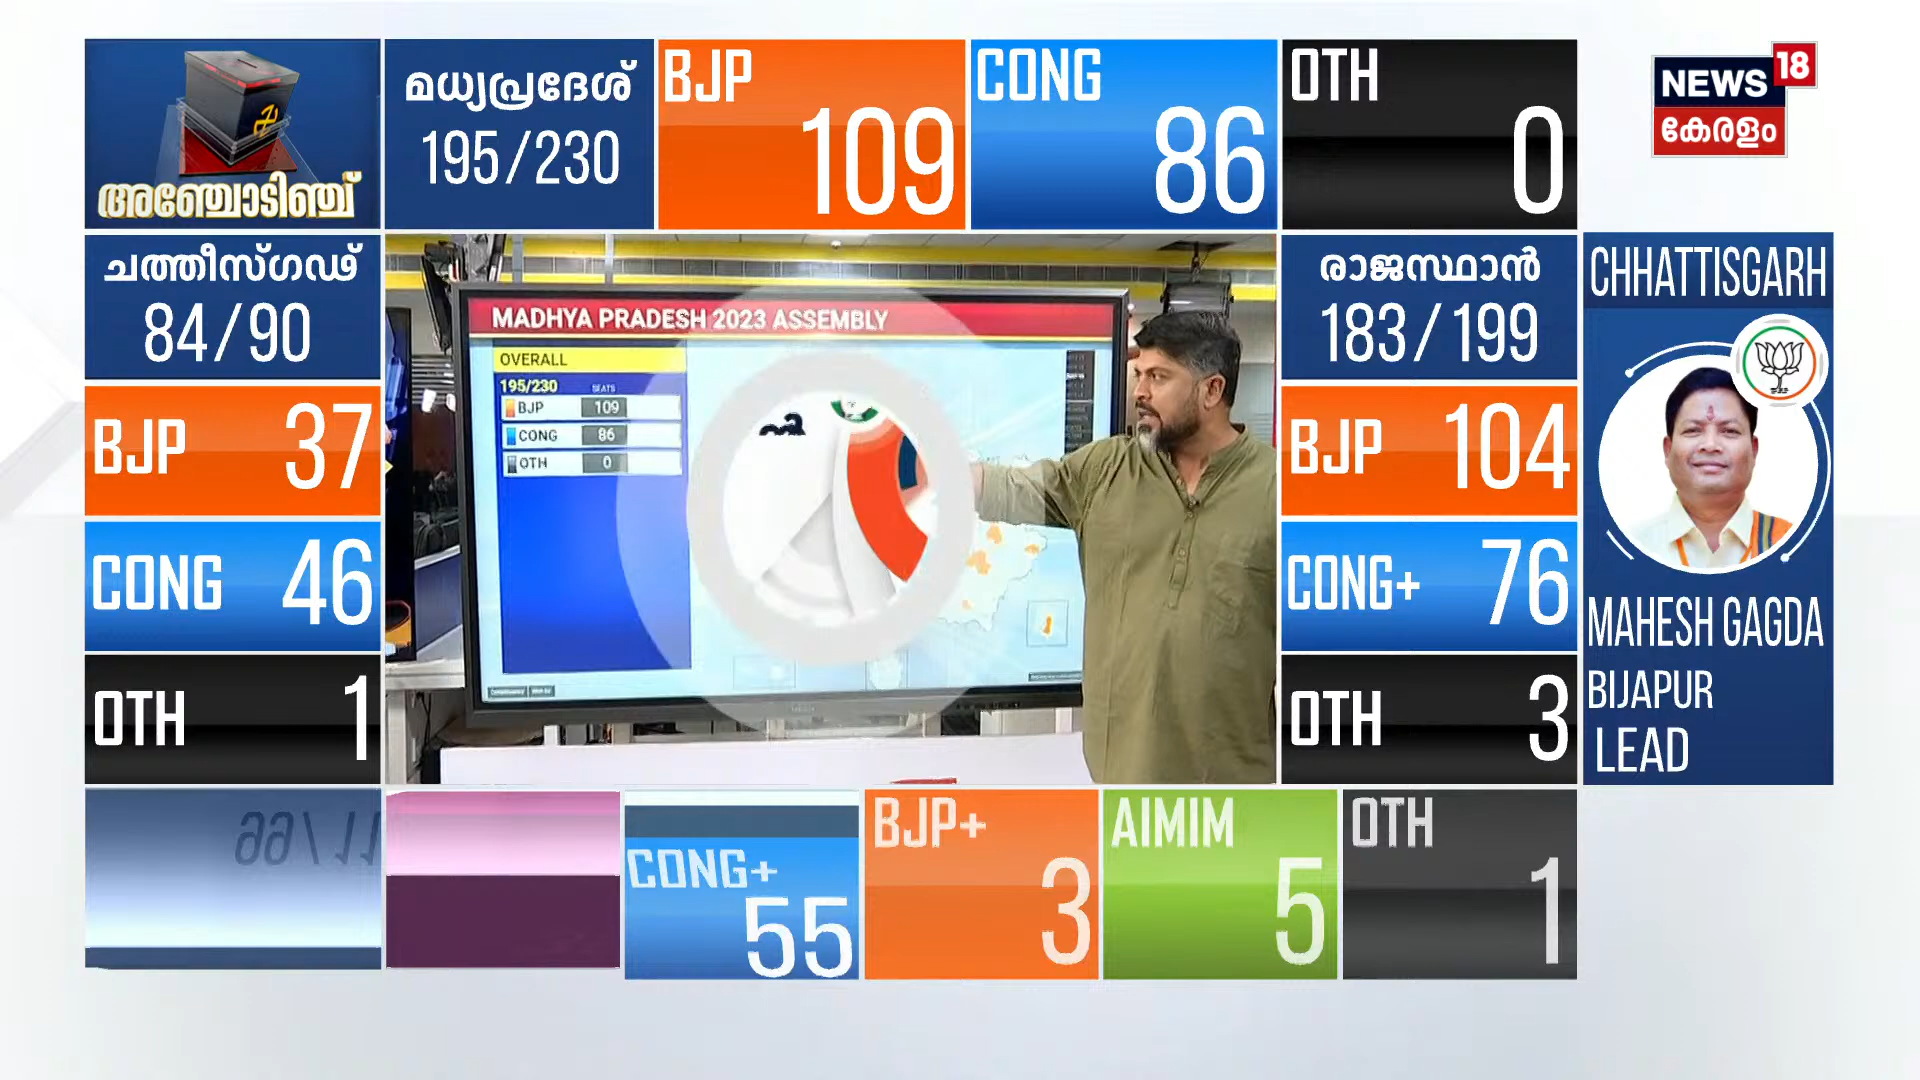 അഞ്ചോടിഞ്ച്
മധ്യപ്രദേശ്
195/230
BJP
109
CONG
86
OTH
0
NEWS 18
കേരളം
ചത്തീസ്ഗഢ്
84/90
BJP 37
CONG 46
OTH 1
MADHYA PRADESH 2023 ASSEMBLY
OVERALL
195/230 SEATS
BJP 109
CONG 86
OTH 0
രാജസ്ഥാൻ
183/199
BJP 104
CONG+ 76
OTH 3
CHHATTISGARH
MAHESH GAGDA
BIJAPUR
LEAD
CONG+
55
BJP+
3
AIMIM
5
OTH
1